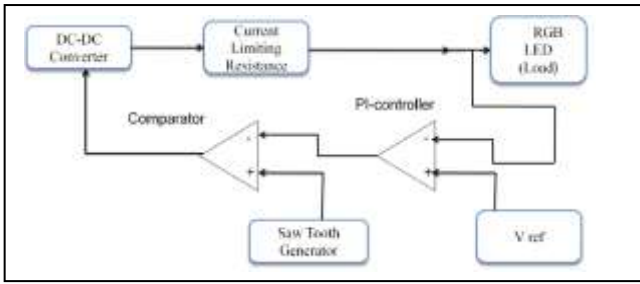 DC-DC
Converter
Current
Limiting
Resistance
RGB
LED
(Load)
Comparator
PI-controller
-
+
-
+
Saw Tooth
Generator
V ref